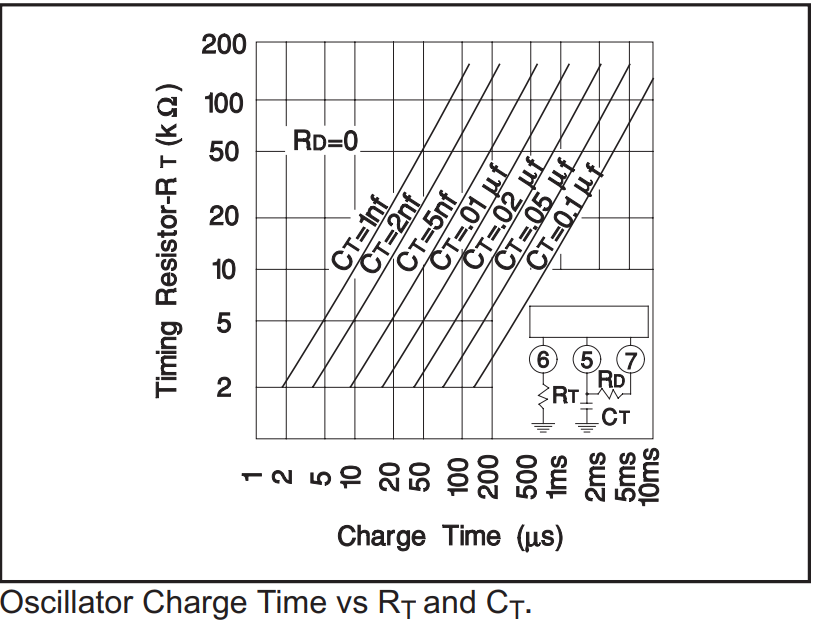 200
100
50
20
10
5
2
Timing Resistor-RT (kΩ)
RD=0
CT=1nf
CT=2nf
CT=5nf
CT=.01 µf
CT=.02 µf
CT=.05 µf
CT=0.1µf
6 5 7
RT
RD
CT
1 2 5 10 20 50 100 200 500 1ms 2ms 5ms 10ms
Charge Time (µs)
Oscillator Charge Time vs RT and CT.